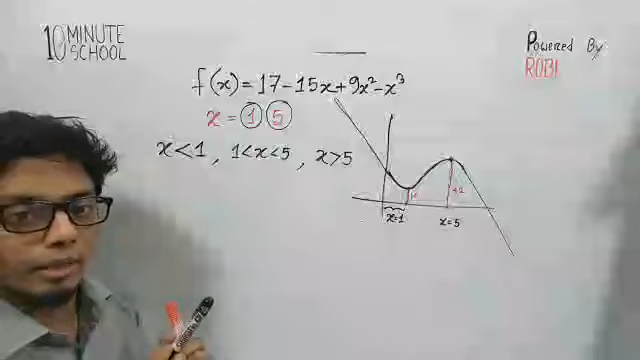 10 MINUTE SCHOOL
Powered By
ROBI
f(x) = 17 - 15x + 9x² - x³
x = 1 5
x < 1 , 1 < x < 5 , x > 5
x=1
x=5